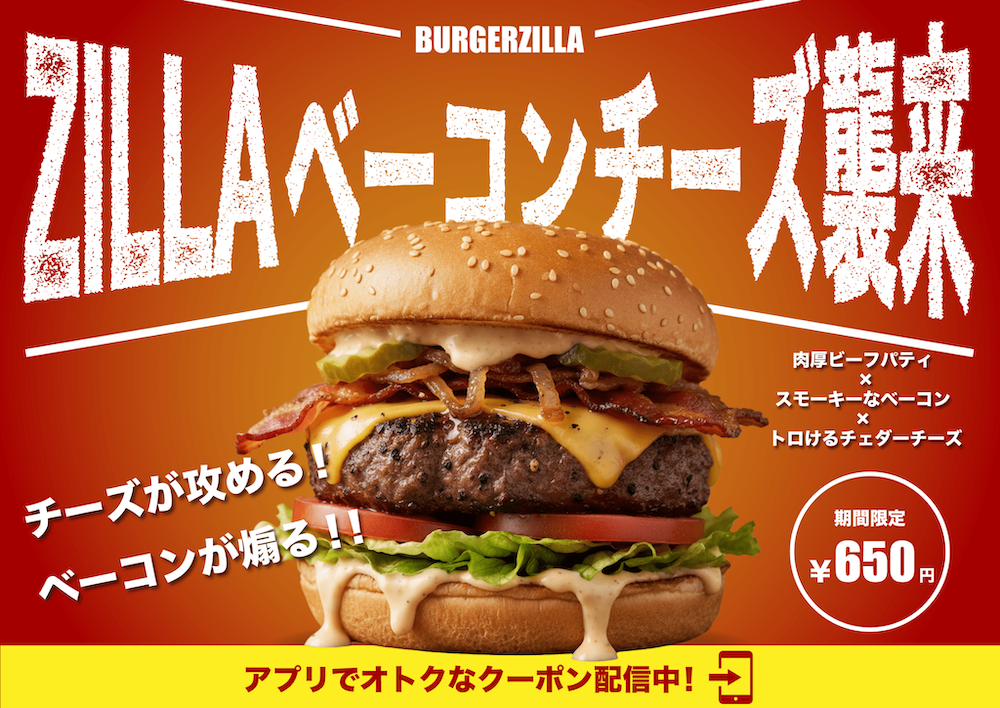 BURGERZILLA
ZILLAベーコンチーズ襲来
肉厚ビーフパティ
×
スモーキーなベーコン
×
トロけるチェダーチーズ
チーズが攻める!
ベーコンが煽る!!
期間限定
¥650円
アプリでオトクなクーポン配信中!